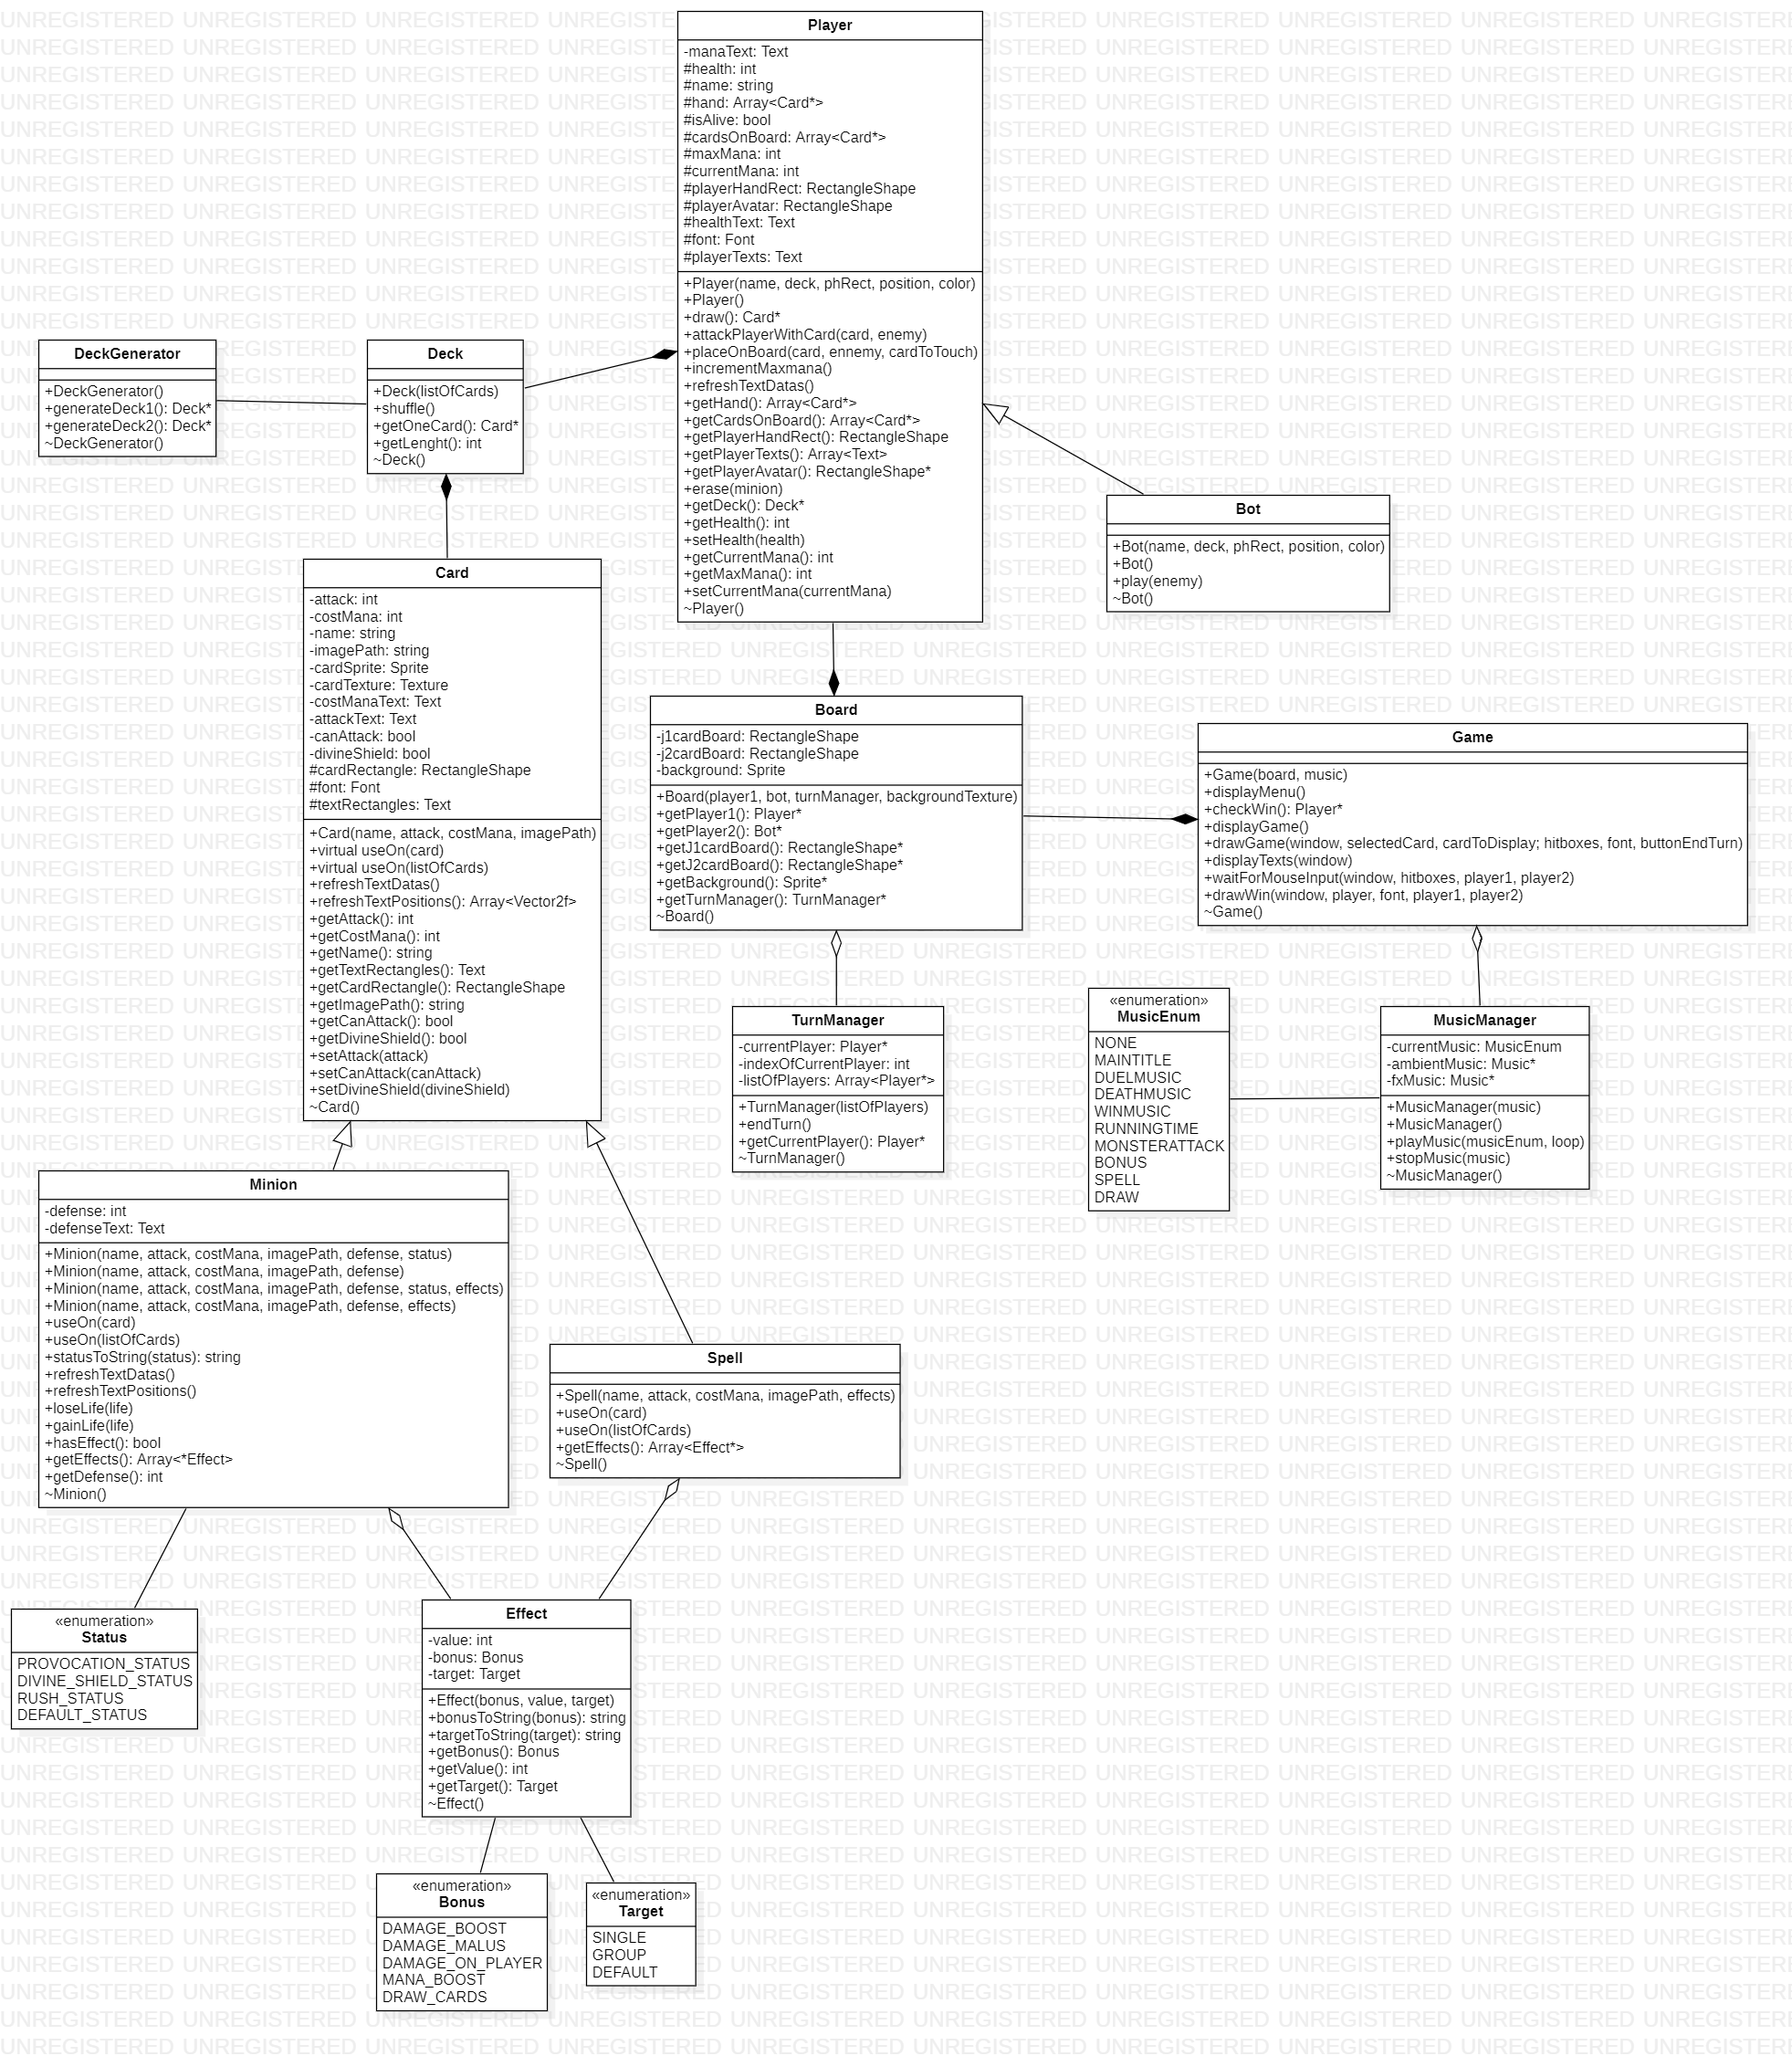 Player
-manaText: Text
#health: int
#name: string
#hand: Array<Card*>
#isAlive: bool
#cardsOnBoard: Array<Card*>
#maxMana: int
#currentMana: int
#playerHandRect: RectangleShape
#playerAvatar: RectangleShape
#healthText: Text
#font: Font
#playerTexts: Text
+Player(name, deck, phRect, position, color)
+Player()
+draw(): Card*
+attackPlayerWithCard(card, enemy)
+placeOnBoard(card, ennemy, cardToTouch)
+incrementMaxmana()
+refreshTextDatas()
+getHand(): Array<Card*>
+getCardsOnBoard(): Array<Card*>
+getPlayerHandRect(): RectangleShape
+getPlayerTexts(): Array<Text>
+getPlayerAvatar(): RectangleShape*
+erase(minion)
+getDeck(): Deck*
+getHealth(): int
+setHealth(health)
+getCurrentMana(): int
+getMaxMana(): int
+setCurrentMana(currentMana)
~Player()
DeckGenerator
+DeckGenerator()
+generateDeck1(): Deck*
+generateDeck2(): Deck*
~DeckGenerator()
Deck
+Deck(listOfCards)
+shuffle()
+getOneCard(): Card*
+getLenght(): int
~Deck()
Bot
+Bot(name, deck, phRect, position, color)
+Bot()
+play(enemy)
~Bot()
Card
-attack: int
-costMana: int
-name: string
-imagePath: string
-cardSprite: Sprite
-cardTexture: Texture
-costManaText: Text
-attackText: Text
-canAttack: bool
-divineShield: bool
#cardRectangle: RectangleShape
#font: Font
#textRectangles: Text
+Card(name, attack, costMana, imagePath)
+virtual useOn(card)
+virtual useOn(listOfCards)
+refreshTextDatas()
+refreshTextPositions(): Array<Vector2f>
+getAttack(): int
+getCostMana(): int
+getName(): string
+getTextRectangles(): Text
+getCardRectangle(): RectangleShape
+getImagePath(): string
+getCanAttack(): bool
+getDivineShield(): bool
+setAttack(attack)
+setCanAttack(canAttack)
+setDivineShield(divineShield)
~Card()
Board
-j1cardBoard: RectangleShape
-j2cardBoard: RectangleShape
-background: Sprite
+Board(player1, bot, turnManager, backgroundTexture)
+getPlayer1(): Player*
+getPlayer2(): Bot*
+getJ1cardBoard(): RectangleShape*
+getJ2cardBoard(): RectangleShape*
+getBackground(): Sprite*
+getTurnManager(): TurnManager*
~Board()
Game
+Game(board, music)
+displayMenu()
+checkWin(): Player*
+displayGame()
+drawGame(window, selectedCard, cardToDisplay; hitboxes, font, buttonEndTurn)
+displayTexts(window)
+waitForMouseInput(window, hitboxes, player1, player2)
+drawWin(window, player, font, player1, player2)
~Game()
TurnManager
-currentPlayer: Player*
-indexOfCurrentPlayer: int
-listOfPlayers: Array<Player*>
+TurnManager(listOfPlayers)
+endTurn()
+getCurrentPlayer(): Player*
~TurnManager()
«enumeration»
MusicEnum
NONE
MAINTITLE
DUELMUSIC
DEATHMUSIC
WINMUSIC
RUNNINGTIME
MONSTERATTACK
BONUS
SPELL
DRAW
MusicManager
-currentMusic: MusicEnum
-ambientMusic: Music*
-fxMusic: Music*
+MusicManager(music)
+MusicManager()
+playMusic(musicEnum, loop)
+stopMusic(music)
~MusicManager()
Minion
-defense: int
-defenseText: Text
+Minion(name, attack, costMana, imagePath, defense, status)
+Minion(name, attack, costMana, imagePath, defense)
+Minion(name, attack, costMana, imagePath, defense, status, effects)
+Minion(name, attack, costMana, imagePath, defense, effects)
+useOn(card)
+useOn(listOfCards)
+statusToString(status): string
+refreshTextDatas()
+refreshTextPositions()
+loseLife(life)
+gainLife(life)
+hasEffect(): bool
+getEffects(): Array<*Effect>
+getDefense(): int
~Minion()
Spell
+Spell(name, attack, costMana, imagePath, effects)
+useOn(card)
+useOn(listOfCards)
+getEffects(): Array<Effect*>
~Spell()
«enumeration»
Status
PROVOCATION_STATUS
DIVINE_SHIELD_STATUS
RUSH_STATUS
DEFAULT_STATUS
Effect
-value: int
-bonus: Bonus
-target: Target
+Effect(bonus, value, target)
+bonusToString(bonus): string
+targetToString(target): string
+getBonus(): Bonus
+getValue(): int
+getTarget(): Target
~Effect()
«enumeration»
Bonus
DAMAGE_BOOST
DAMAGE_MALUS
DAMAGE_ON_PLAYER
MANA_BOOST
DRAW_CARDS
«enumeration»
Target
SINGLE
GROUP
DEFAULT
UNREGISTERED